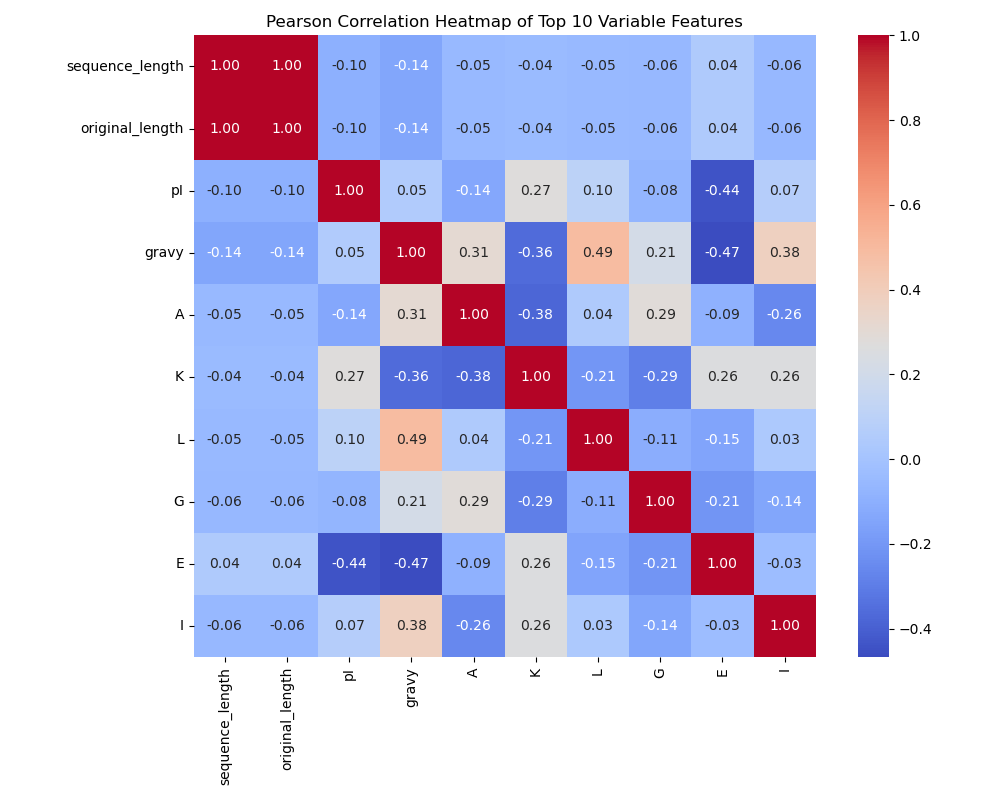 Pearson Correlation Heatmap of Top 10 Variable Features
sequence_length 1.00 1.00 -0.10 -0.14 -0.05 -0.04 -0.05 -0.06 0.04 -0.06
original_length 1.00 1.00 -0.10 -0.14 -0.05 -0.04 -0.05 -0.06 0.04 -0.06
pI -0.10 -0.10 1.00 0.05 -0.14 0.27 0.10 -0.08 -0.44 0.07
gravy -0.14 -0.14 0.05 1.00 0.31 -0.36 0.49 0.21 -0.47 0.38
A -0.05 -0.05 -0.14 0.31 1.00 -0.38 0.04 0.29 -0.09 -0.26
K -0.04 -0.04 0.27 -0.36 -0.38 1.00 -0.21 -0.29 0.26 0.26
L -0.05 -0.05 0.10 0.49 0.04 -0.21 1.00 -0.11 -0.15 0.03
G -0.06 -0.06 -0.08 0.21 0.29 -0.29 -0.11 1.00 -0.21 -0.14
E 0.04 0.04 -0.44 -0.47 -0.09 0.26 -0.15 -0.21 1.00 -0.03
I -0.06 -0.06 0.07 0.38 -0.26 0.26 0.03 -0.14 -0.03 1.00
sequence_length original_length pI gravy A K L G E I
1.0
0.8
0.6
0.4
0.2
0.0
−0.2
−0.4